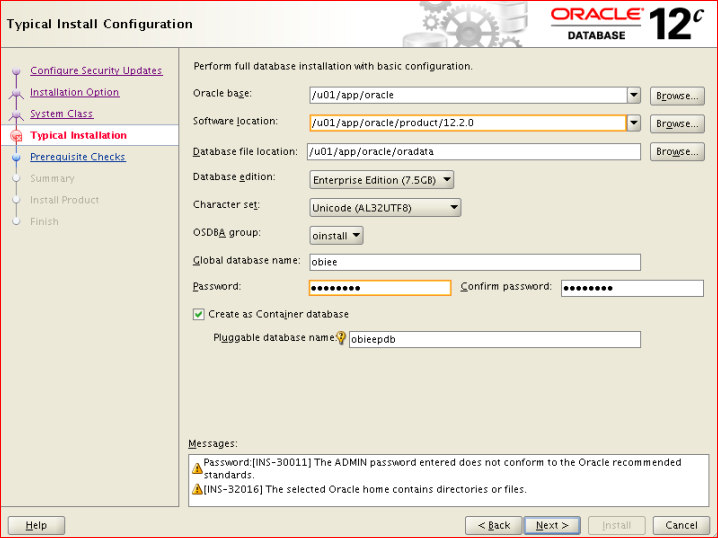 Typical Install Configuration
ORACLE
DATABASE
12c
Configure Security Updates
Installation Option
System Class
Typical Installation
Prerequisite Checks
Summary
Install Product
Finish
Perform full database installation with basic configuration.
Oracle base: /u01/app/oracle Browse...
Software location: /u01/app/oracle/product/12.2.0 Browse...
Database file location: /u01/app/oracle/oradata Browse...
Database edition: Enterprise Edition (7.5GB)
Character set: Unicode (AL32UTF8)
OSDBA group: oinstall
Global database name: obiee
Password: •••••••• Confirm password: ••••••••
Create as Container database
Pluggable database name: obieepdb
Messages:
Password:[INS-30011] The ADMIN password entered does not conform to the Oracle recommended
standards.
[INS-32016] The selected Oracle home contains directories or files.
Help < Back Next > Install Cancel